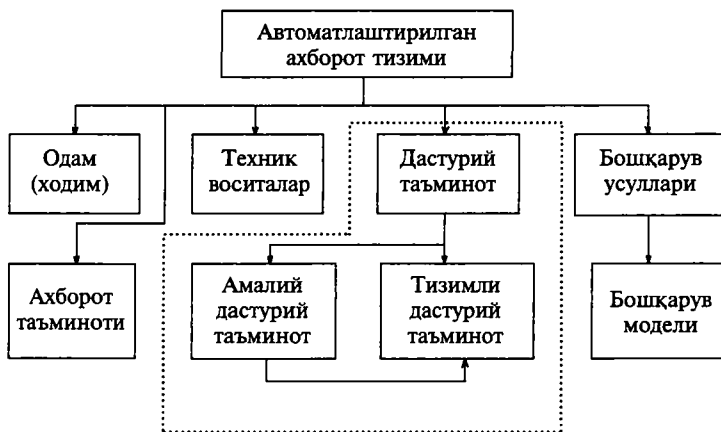 Автоматлаштирилган
ахборот тизими
Одам
(ходим)
Техник
воситалар
Дастурий
таъминот
Бошқарув
усуллари
Ахборот
таъминоти
Амалий
дастурий
таъминот
Тизимли
дастурий
таъминот
Бошқарув
модели